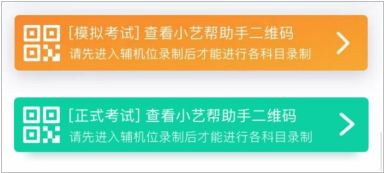 [模拟考试] 查看小艺帮助手二维码
请先进入辅机位录制后才能进行各科目录制
[正式考试] 查看小艺帮助手二维码
请先进入辅机位录制后才能进行各科目录制